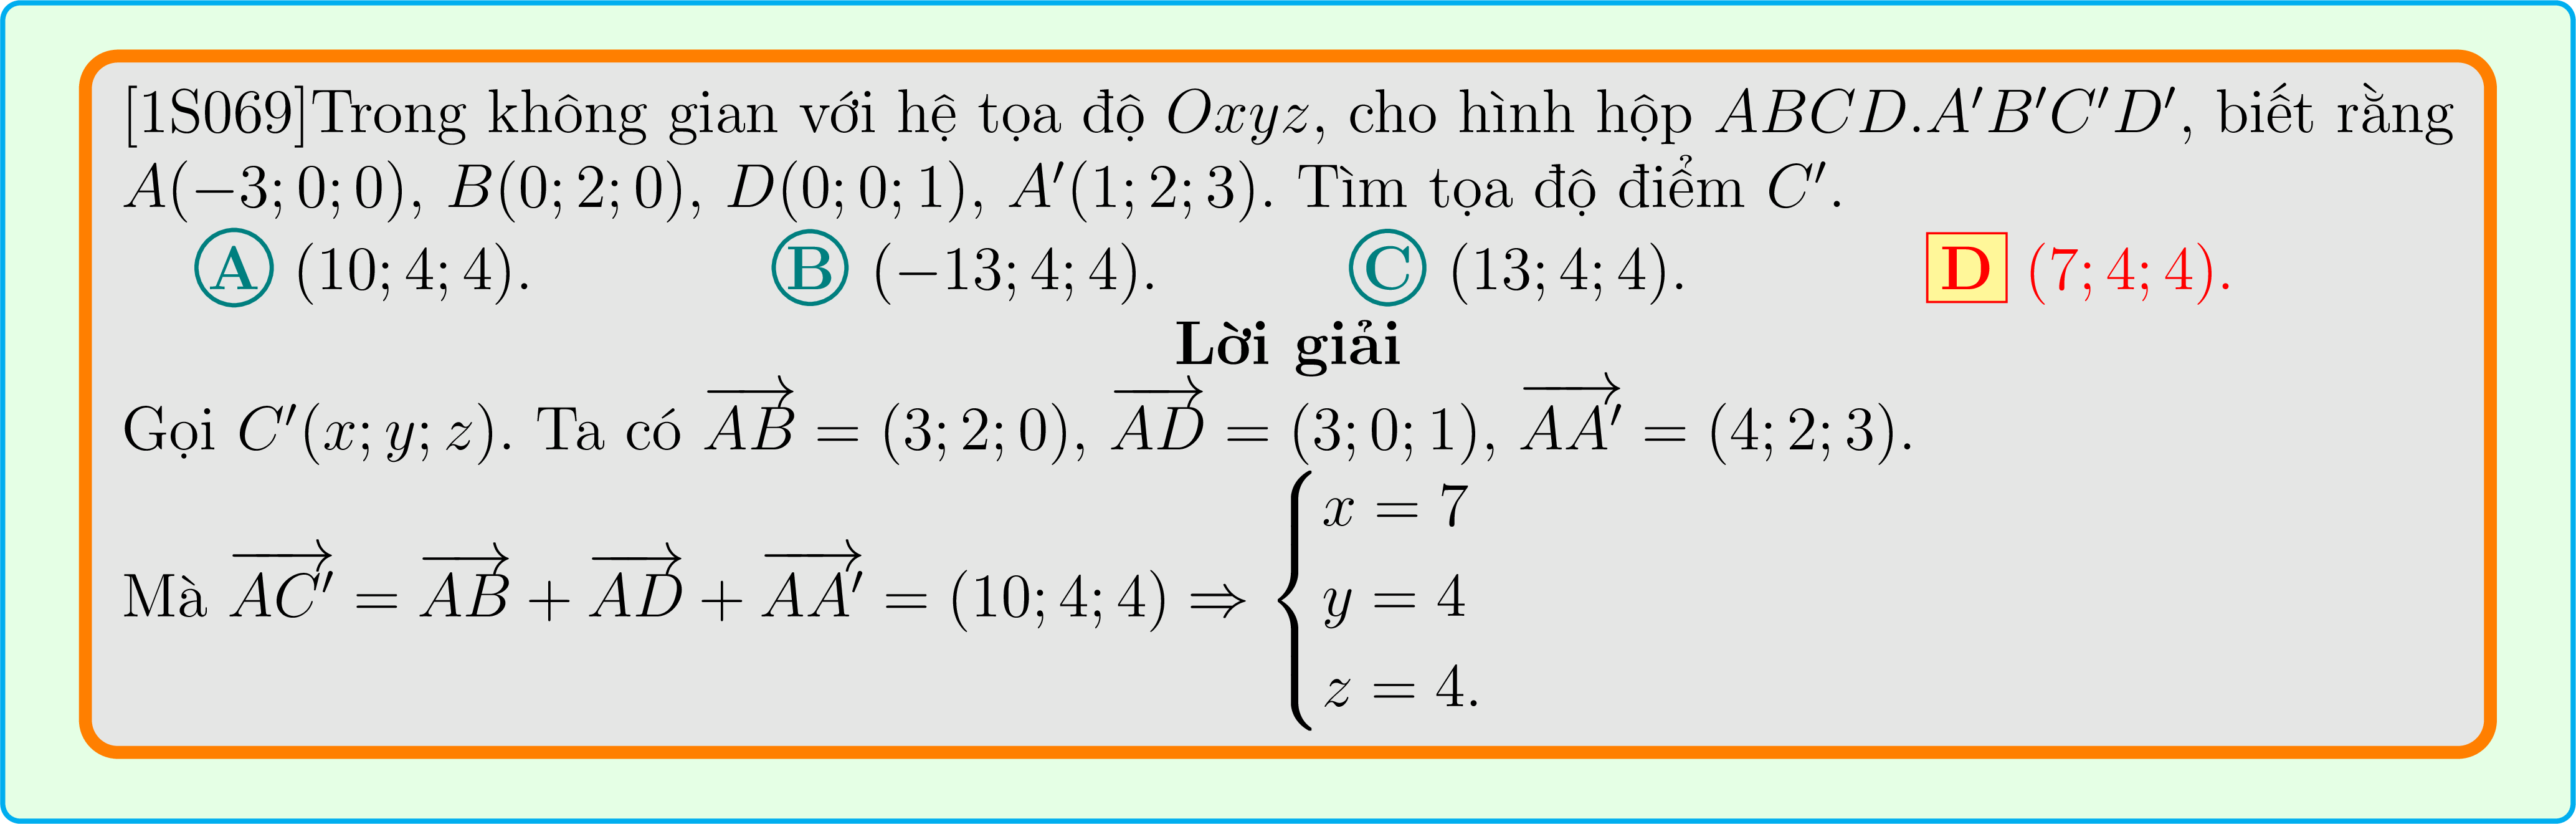 [1S069]Trong không gian với hệ tọa độ Oxyz, cho hình hộp ABCD.A′B′C′D′, biết rằng
A(−3; 0; 0), B(0; 2; 0), D(0; 0; 1), A′(1; 2; 3). Tìm tọa độ điểm C′.
A (10; 4; 4). B (−13; 4; 4). C (13; 4; 4). D (7; 4; 4).
Lời giải
Gọi C′(x; y; z). Ta có $\overrightarrow{AB}$ = (3; 2; 0), $\overrightarrow{AD}$ = (3; 0; 1), $\overrightarrow{AA'}$ = (4; 2; 3).
Mà $\overrightarrow{AC'} = \overrightarrow{AB} + \overrightarrow{AD} + \overrightarrow{AA'} = (10; 4; 4) \Rightarrow \begin{cases} x = 7 \\ y = 4 \\ z = 4. \end{cases}$